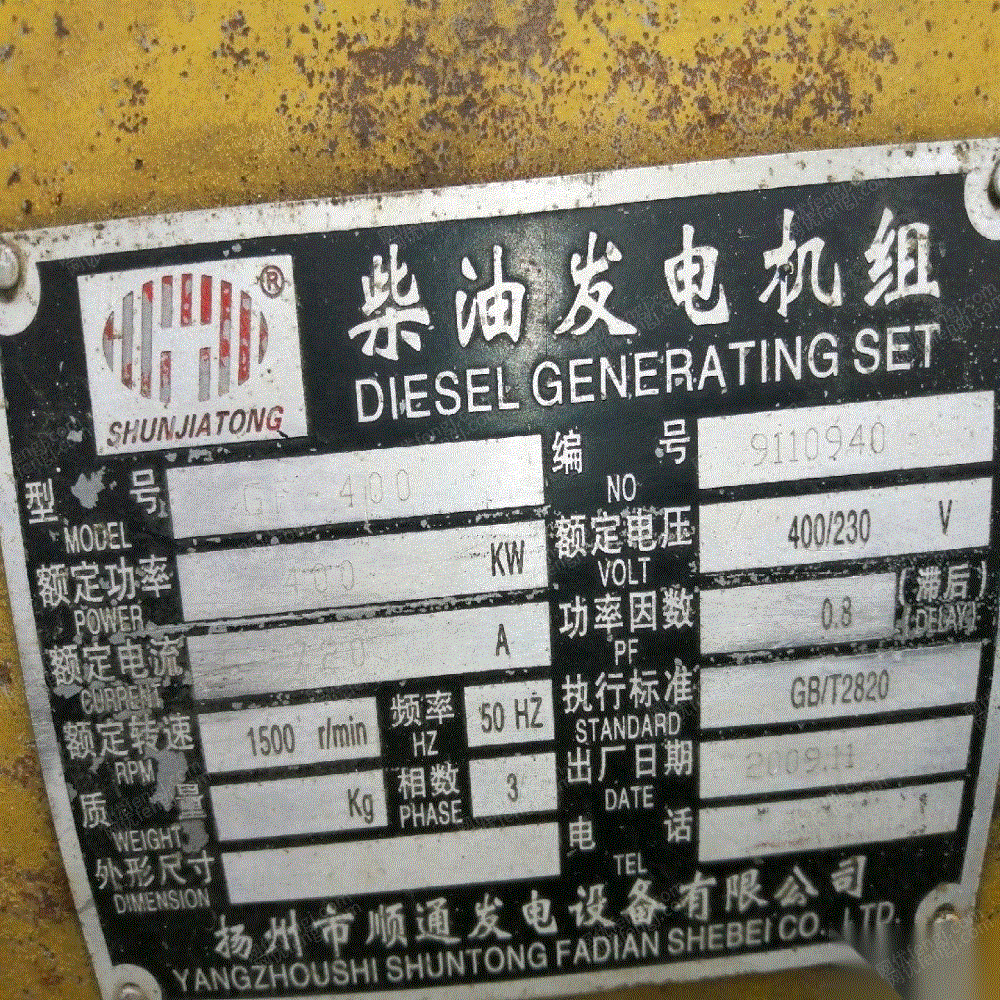 ®
SHUNJIATONG
柴油发电机组
DIESEL GENERATING SET
型 号 GF-400
MODEL
编 号 9110940
NO
额定功率 400 KW
POWER
额定电压 400/230 V
VOLT
额定电流 720 A
CURRENT
功率因数 0.8 (滞后)
PF (DELAY)
额定转速 1500 r/min
RPM
频率 50 HZ
HZ
执行标准 GB/T2820
STANDARD
质 量 Kg
WEIGHT
相数 3
PHASE
出厂日期 2009.11
DATE
外形尺寸
DIMENSION
电 话
TEL
扬州市顺通发电设备有限公司
YANGZHOUSHI SHUNTONG FADIAN SHEBEI CO., LTD.